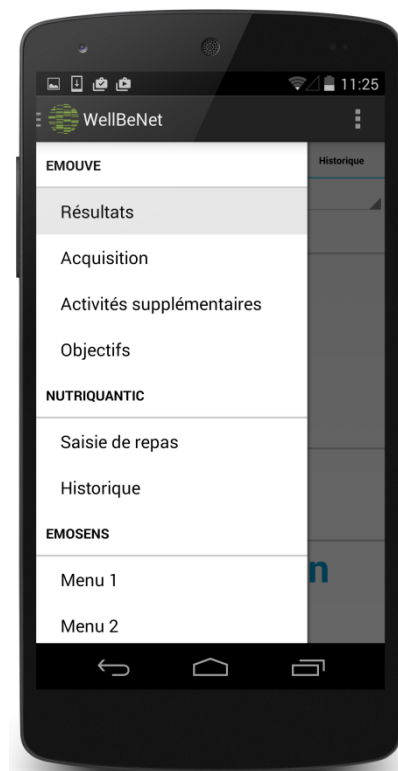 11:25
WellBeNet
EMOUVE
Historique
Résultats
Acquisition
Activités supplémentaires
Objectifs
NUTRIQUANTIC
Saisie de repas
Historique
EMOSENS
n
Menu 1
Menu 2